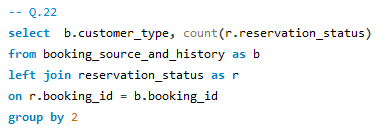 -- Q.22
select  b.customer_type, count(r.reservation_status)
from booking_source_and_history as b
left join reservation_status as r
on r.booking_id = b.booking_id
group by 2